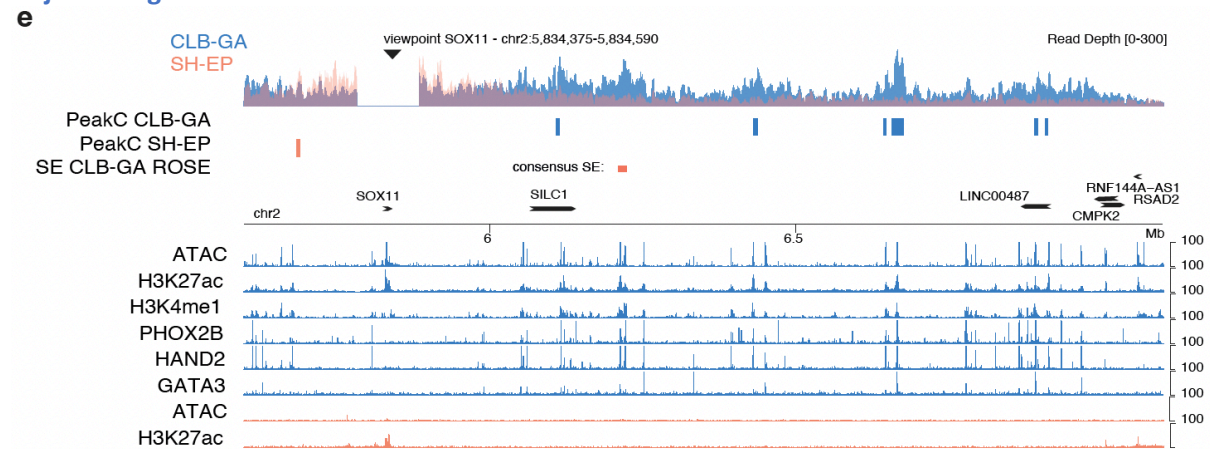 e
CLB-GA
viewpoint SOX11 - chr2:5,834,375-5,834,590
Read Depth [0-300]
SH-EP
PeakC CLB-GA
PeakC SH-EP
SE CLB-GA ROSE
consensus SE:
SOX11
SILC1
LINC00487
RNF144A-AS1
RSAD2
CMPK2
chr2
6
6.5
Mb
ATAC
100
H3K27ac
100
H3K4me1
100
PHOX2B
100
HAND2
100
GATA3
100
ATAC
100
H3K27ac
100